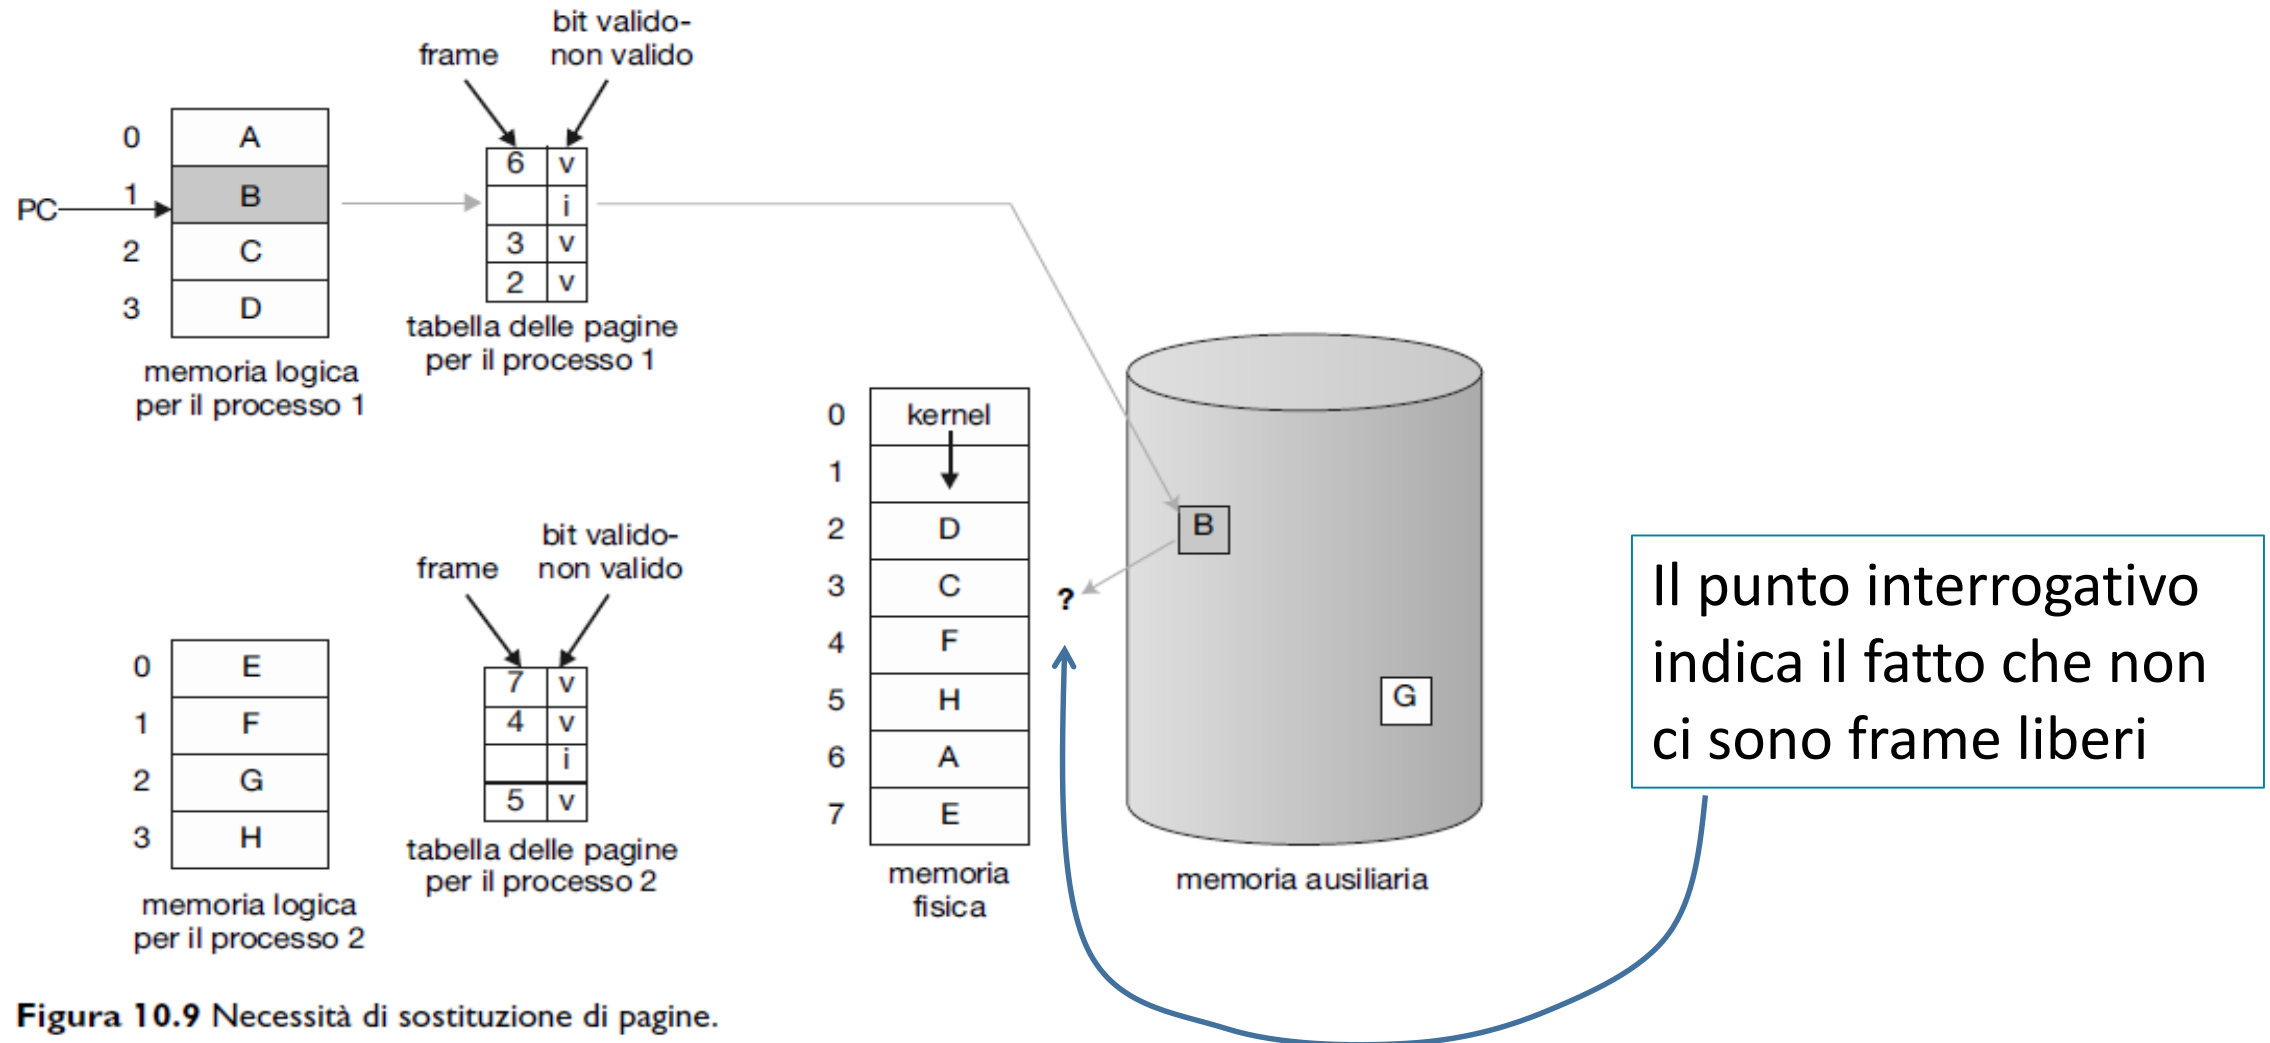 bit valido-
non valido
frame
0 A
1 B
2 C
3 D
PC
6 v
i
3 v
2 v
tabella delle pagine
per il processo 1
memoria logica
per il processo 1
bit valido-
non valido
frame
0 E
1 F
2 G
3 H
7 v
4 v
i
5 v
tabella delle pagine
per il processo 2
memoria logica
per il processo 2
0 kernel
1
2 D
3 C
4 F
5 H
6 A
7 E
memoria
fisica
?
B
G
memoria ausiliaria
Il punto interrogativo
indica il fatto che non
ci sono frame liberi
Figura 10.9 Necessità di sostituzione di pagine.